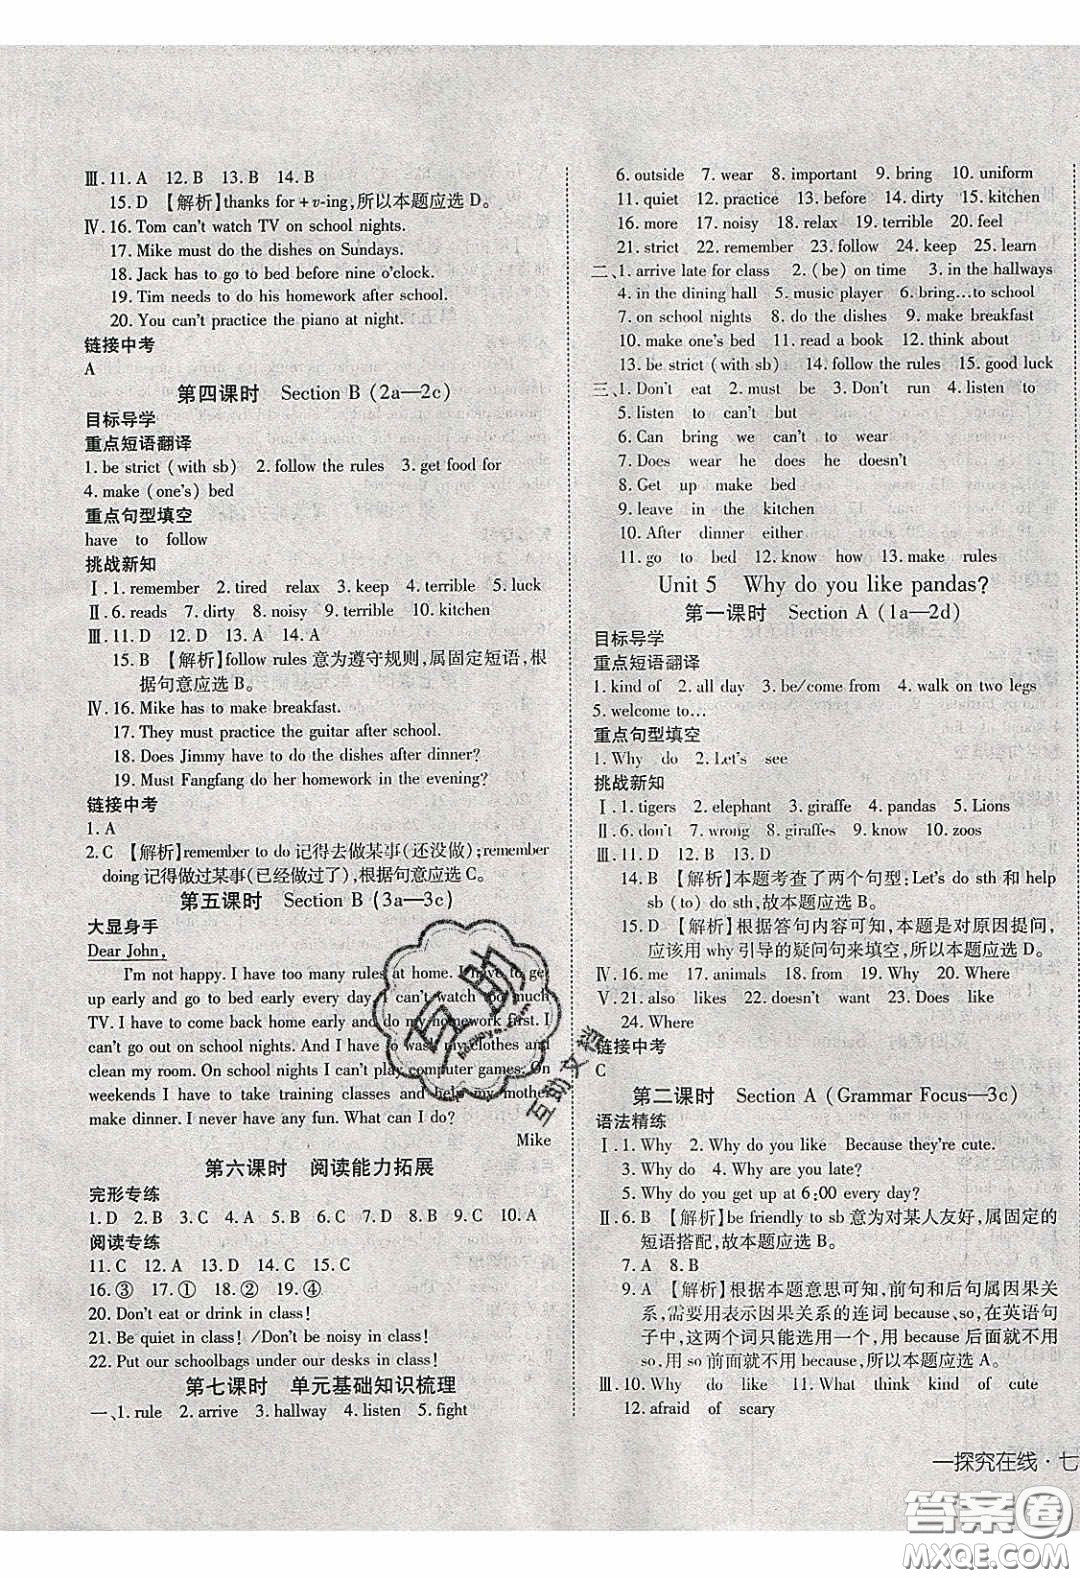 Ⅲ. 11. A 12. B 13. B 14. B
15. D 【解析】thanks for + v-ing,所以本题应选 D。
Ⅳ. 16. Tom can't watch TV on school nights.
17. Mike must do the dishes on Sundays.
18. Jack has to go to bed before nine o'clock.
19. Tim needs to do his homework after school.
20. You can't practice the piano at night.
链接中考
A
第四课时 Section B (2a—2c)
目标导学
重点短语翻译
1. be strict (with sb) 2. follow the rules 3. get food for
4. make (one's) bed
重点句型填空
have to follow
挑战新知
Ⅰ. 1. remember 2. tired relax 3. keep 4. terrible 5. strict
Ⅱ. 6. reads 7. dirty 8. noisy 9. terrible 10. kitchen
Ⅲ. 11. D 12. D 13. A 14. A
15. B 【解析】follow rules 意为遵守规则,属固定短语,根
据句意应选 B。
Ⅳ. 16. Mike has to make breakfast.
17. They must practice the guitar after school.
18. Does Jimmy have to do the dishes after dinner?
19. Must Fangfang do her homework in the evening?
链接中考
1. A
2. C 【解析】remember to do 记得去做某事(还没做);remember
doing 记得做过某事(已经做过了),根据句意应选 C。
第五课时 Section B (3a—3c)
大显身手
Dear John,
I'm not happy. I have too many rules at home. I have to get
up early and go to bed early every day. I can't watch too much
TV. I have to come back home early and do my homework first. I
can't go out on school nights. And I have to wash my clothes and
clean my room. On school nights I can't play computer games. On
weekends I have to take training classes and help my mother
make dinner. I never have any fun. What can I do?
Mike
第六课时 阅读能力拓展
完形专练
1. D 2. B 3. C 4. A 5. C 6. B 7. D 8. B 9. C 10. A
阅读专练
11. C 12. A 13. D 14. C 15. C
16. ③ 17. ① 18. ② 19. ④
20. Don't eat or drink in class!
21. Be quiet in class! /Don't be noisy in class!
22. Put our schoolbags under our desks in class!
第七课时 单元基础知识梳理
一、1. rule 2. arrive 3. hallway 4. listen 5. fight
6. outside 7. wear 8. important 9. bring 10. uniform
11. quiet 12. practice 13. before 14. dirty 15. kitchen
16. more 17. noisy 18. relax 19. terrible 20. feel
21. strict 22. remember 23. follow 24. keep 25. learn
二、1. arrive late for class 2. (be) on time 3. in the hallways
4. in the dining hall 5. music player 6. bring…to school
7. on school nights 8. do the dishes 9. make breakfast
10. make one's bed 11. read a book 12. think about
13. be strict (with sb) 14. follow the rules 15. good luck
三、1. Don't eat 2. must be 3. Don't run 4. listen to
5. listen to can't but
6. Can bring we can't to wear
7. Does wear he does he doesn't
8. Get up make bed
9. leave in the kitchen
10. After dinner either
11. go to bed 12. know how 13. make rules
Unit 5 Why do you like pandas?
第一课时 Section A (1a—2d)
目标导学
重点短语翻译
1. kind of 2. all day 3. be/come from 4. walk on two legs
5. welcome to…
重点句型填空
1. Why do 2. Let's see
挑战新知
Ⅰ. 1. tigers 2. elephant 3. giraffe 4. pandas 5. Lions
Ⅱ. 6. don't 7. wrong 8. giraffes 9. favorite 10. zoos
Ⅲ. 11. D 12. B 13. D
14. B 【解析】本题考查了两个句型:Let's do sth 和 help
sb (to) do sth,故本题应选 B。
15. D 【解析】根据答句内容可知,本题是对原因提问,
应该用 why 引导的疑问句来填空,所以本题应选 D。
Ⅳ. 16. me 17. animals 18. from 19. Why 20. Where
Ⅴ. 21. also likes 22. doesn't want 23. Does like
24. Where
链接中考
C
第二课时 Section A (Grammar Focus—3c)
语法精练
Ⅰ. 1. Why 2. Why do you like Because they're cute.
3. Why do 4. Why are you late?
5. Why do you get up at 6:00 every day?
Ⅱ. 6. B 【解析】be friendly to sb 意为对某人友好,属固定的
短语搭配,故本题应选 B。
7. A 8. B
9. A 【解析】根据本题意思可知,前句和后句属因果关
系,需要用表示因果关系的连词 because、so,在英语句
子中,这两个词只能选用一个,用 because 后面就不用
so,用 so 前面就不用 because,所以本题应选 A。
Ⅲ. 10. Why do like 11. What think kind of cute
12. afraid of scary
一探究在线·七
互助
互助文答
答案圈
MXQE.COM